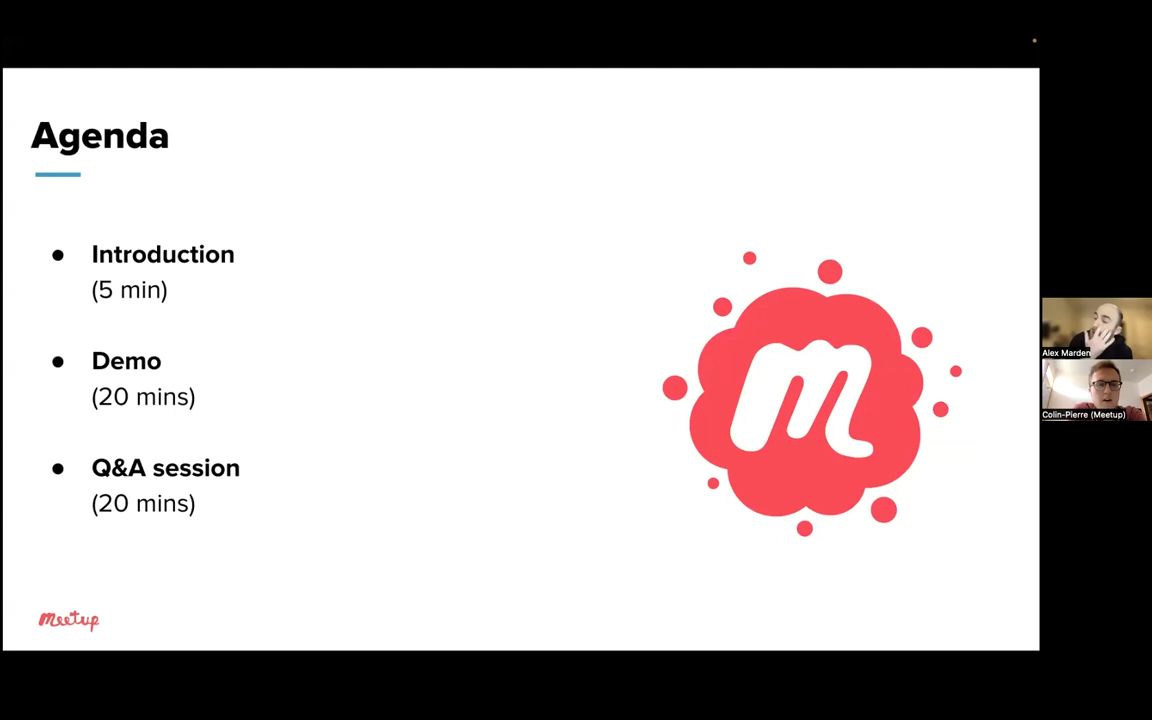 Agenda
● Introduction
(5 min)
● Demo
(20 mins)
● Q&A session
(20 mins)
m
meetup
Alex Marden
Colin-Pierre (Meetup)